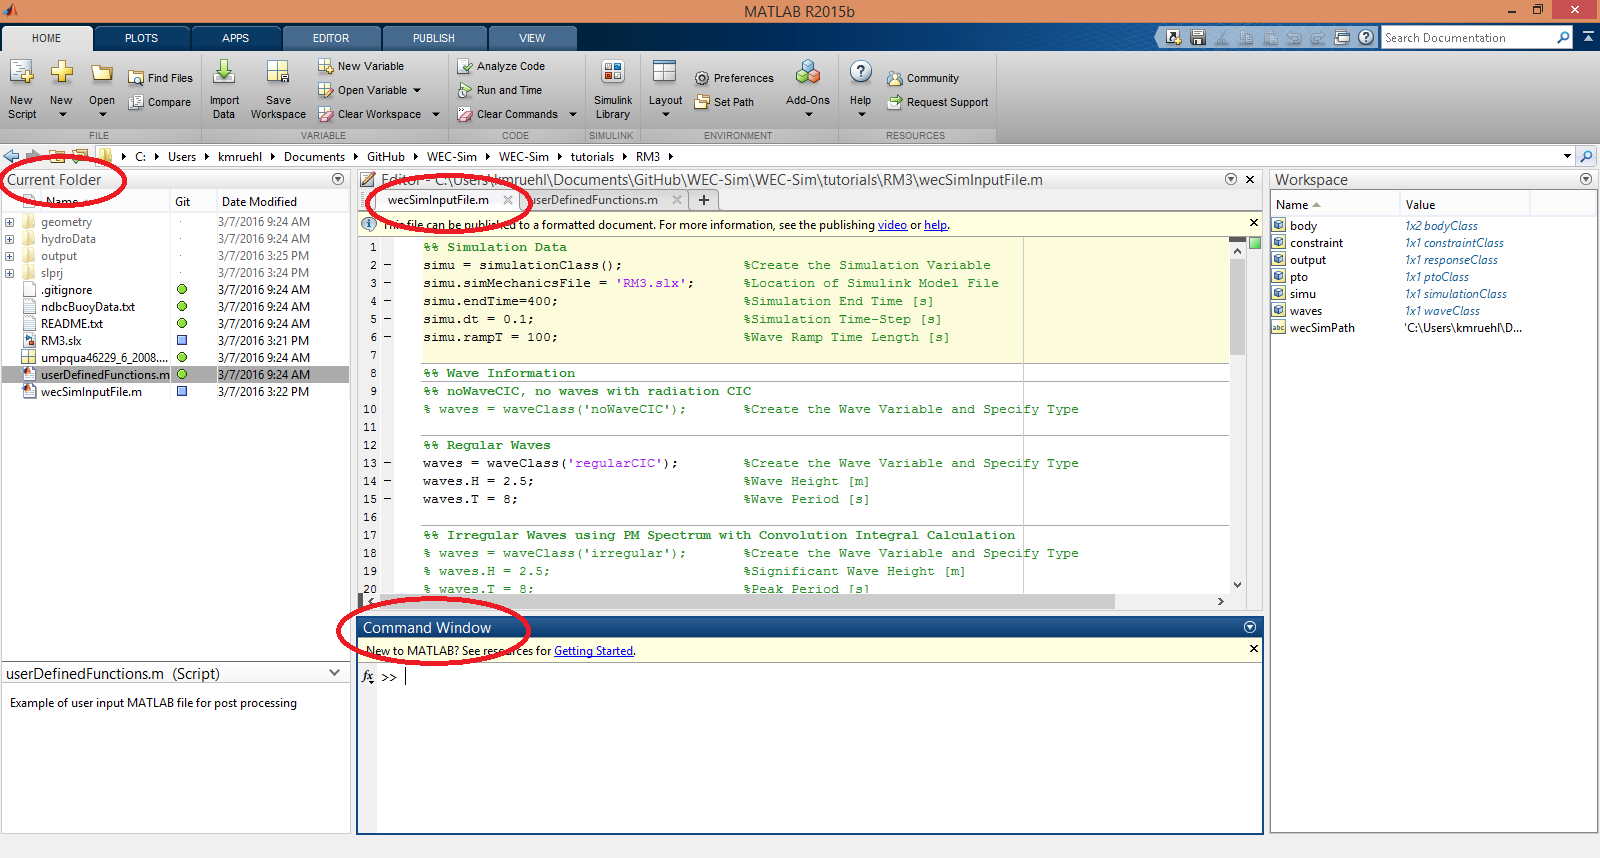 MATLAB R2015b
HOME PLOTS APPS EDITOR PUBLISH VIEW
Search Documentation
New Script
New
Open
Find Files
Compare
FILE
Import Data
Save Workspace
New Variable
Open Variable
Clear Workspace
VARIABLE
Analyze Code
Run and Time
Clear Commands
CODE
Simulink Library
SIMULINK
Layout
Preferences
Set Path
Add-Ons
ENVIRONMENT
Help
Community
Request Support
RESOURCES
C: Users kmruehl Documents GitHub WEC-Sim WEC-Sim tutorials RM3
Current Folder
Name Git Date Modified
geometry 3/7/2016 9:24 AM
hydroData 3/7/2016 9:24 AM
output 3/7/2016 3:25 PM
slprj 3/7/2016 3:24 PM
.gitignore 3/7/2016 9:24 AM
ndbcBuoyData.txt 3/7/2016 9:24 AM
README.txt 3/7/2016 9:24 AM
RM3.slx 3/7/2016 3:21 PM
umpqua46229_6_2008.... 3/7/2016 9:24 AM
userDefinedFunctions.m 3/7/2016 9:24 AM
wecSimInputFile.m 3/7/2016 3:22 PM
userDefinedFunctions.m (Script)
Example of user input MATLAB file for post processing
Editor - C:\Users\kmruehl\Documents\GitHub\WEC-Sim\WEC-Sim\tutorials\RM3\wecSimInputFile.m
wecSimInputFile.m userDefinedFunctions.m +
This file can be published to a formatted document. For more information, see the publishing video or help.
1 %% Simulation Data
2 – simu = simulationClass(); %Create the Simulation Variable
3 – simu.simMechanicsFile = 'RM3.slx'; %Location of Simulink Model File
4 – simu.endTime=400; %Simulation End Time [s]
5 – simu.dt = 0.1; %Simulation Time-Step [s]
6 – simu.rampT = 100; %Wave Ramp Time Length [s]
7
8 %% Wave Information
9 %% noWaveCIC, no waves with radiation CIC
10 % waves = waveClass('noWaveCIC'); %Create the Wave Variable and Specify Type
11
12 %% Regular Waves
13 – waves = waveClass('regularCIC'); %Create the Wave Variable and Specify Type
14 – waves.H = 2.5; %Wave Height [m]
15 – waves.T = 8; %Wave Period [s]
16
17 %% Irregular Waves using PM Spectrum with Convolution Integral Calculation
18 % waves = waveClass('irregular'); %Create the Wave Variable and Specify Type
19 % waves.H = 2.5; %Significant Wave Height [m]
20 % waves.T = 8; %Peak Period [s]
Command Window
New to MATLAB? See resources for Getting Started.
fx >>
Workspace
Name Value
body 1x2 bodyClass
constraint 1x1 constraintClass
output 1x1 responseClass
pto 1x1 ptoClass
simu 1x1 simulationClass
waves 1x1 waveClass
abc wecSimPath 'C:\Users\kmruehl\D...